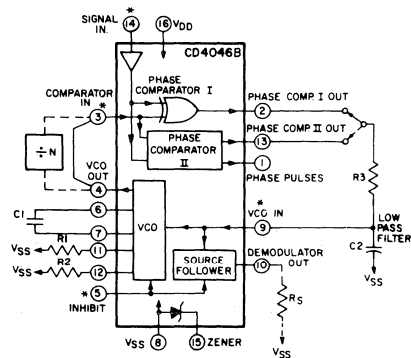 *
SIGNAL
IN.
14
16 VDD
CD4046B
PHASE
COMPARATOR I
COMPARATOR
IN
*
3
PHASE COMP. I OUT
2
PHASE COMP. II OUT
13
÷N
PHASE
COMPARATOR
II
1
PHASE PULSES
VCO
OUT
4
R3
C1
6
7
VCO
*
VCO IN
9
LOW
PASS
FILTER
VSS
R1
11
VSS
R2
12
SOURCE
FOLLOWER
DEMODULATOR
OUT
10
C2
VSS
*
5
INHIBIT
RS
VSS
8
15 ZENER
VSS